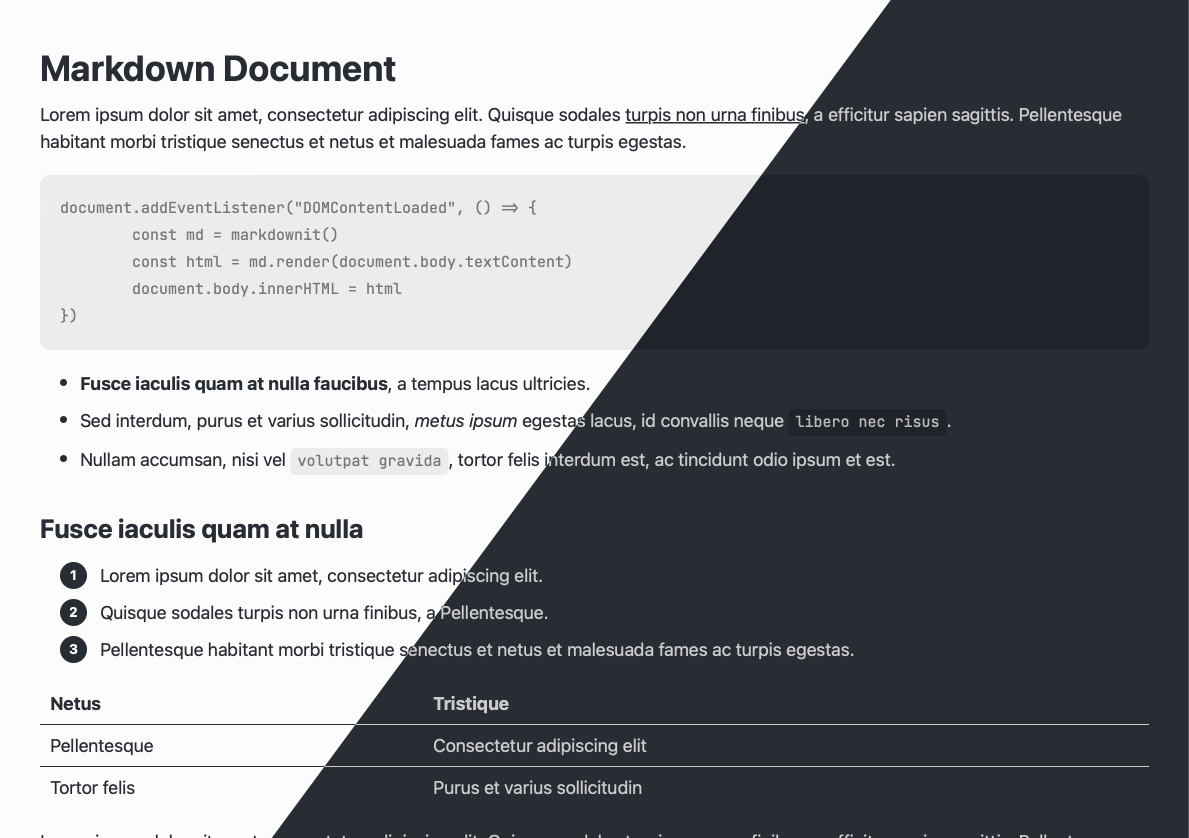 Markdown Document
Lorem ipsum dolor sit amet, consectetur adipiscing elit. Quisque sodales turpis non urna finibus, a efficitur sapien sagittis. Pellentesque
habitant morbi tristique senectus et netus et malesuada fames ac turpis egestas.
document.addEventListener("DOMContentLoaded", () => {
const md = markdownit()
const html = md.render(document.body.textContent)
document.body.innerHTML = html
})
• Fusce iaculis quam at nulla faucibus, a tempus lacus ultricies.
• Sed interdum, purus et varius sollicitudin, metus ipsum egestas lacus, id convallis neque libero nec risus.
• Nullam accumsan, nisi vel volutpat gravida, tortor felis interdum est, ac tincidunt odio ipsum et est.
Fusce iaculis quam at nulla
1 Lorem ipsum dolor sit amet, consectetur adipiscing elit.
2 Quisque sodales turpis non urna finibus, a Pellentesque.
3 Pellentesque habitant morbi tristique senectus et netus et malesuada fames ac turpis egestas.
Netus Tristique
Pellentesque Consectetur adipiscing elit
Tortor felis Purus et varius sollicitudin